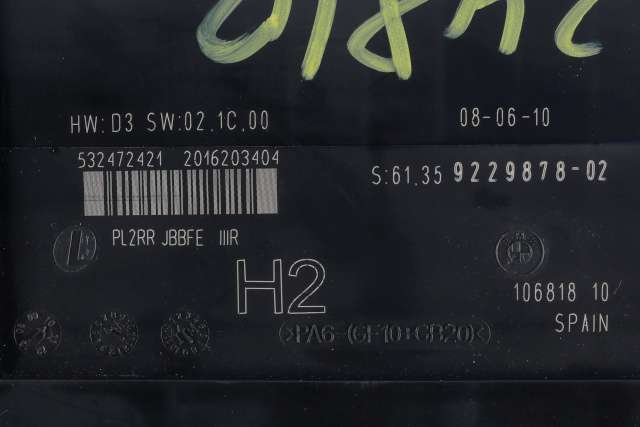 HW: D3 SW:02.1C.00
08-06-10
532472421 2016203404
S:61.35 9229878-02
PL2RR JBBFE IIIR
H2
106818 10
SPAIN
>PA6-(GF10+GB20)<